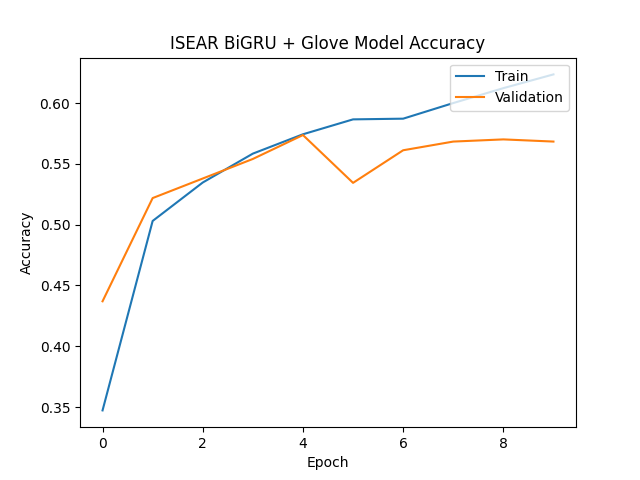 ISEAR BiGRU + Glove Model Accuracy
Train
Validation
0.60
0.55
0.50
0.45
0.40
0.35
Accuracy
0 2 4 6 8
Epoch